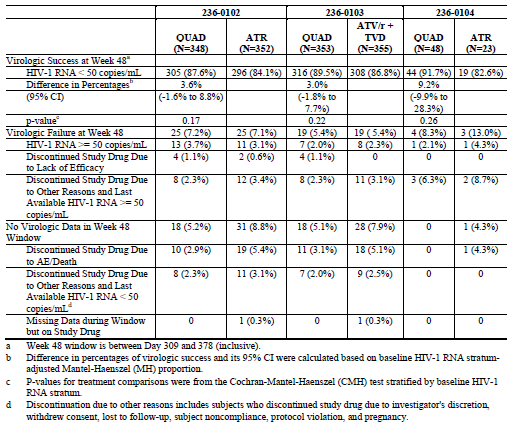 236-0102 236-0103 236-0104
QUAD (N=348) ATR (N=352) QUAD (N=353) ATV/r + TVD (N=355) QUAD (N=48) ATR (N=23)
Virologic Success at Week 48a
HIV-1 RNA < 50 copies/mL 305 (87.6%) 296 (84.1%) 316 (89.5%) 308 (86.8%) 44 (91.7%) 19 (82.6%)
Difference in Percentagesb 3.6% 3.0% 9.2%
(95% CI) (-1.6% to 8.8%) (-1.8% to 7.7%) (-9.9% to 28.3%)
p-valuec 0.17 0.22 0.26
Virologic Failure at Week 48 25 (7.2%) 25 (7.1%) 19 (5.4%) 19 (5.4%) 4 (8.3%) 3 (13.0%)
HIV-1 RNA >= 50 copies/mL 13 (3.7%) 11 (3.1%) 7 (2.0%) 8 (2.3%) 1 (2.1%) 1 (4.3%)
Discontinued Study Drug Due to Lack of Efficacy 4 (1.1%) 2 (0.6%) 4 (1.1%) 0 0 0
Discontinued Study Drug Due to Other Reasons and Last Available HIV-1 RNA >= 50 copies/mL 8 (2.3%) 12 (3.4%) 8 (2.3%) 11 (3.1%) 3 (6.3%) 2 (8.7%)
No Virologic Data in Week 48 Window 18 (5.2%) 31 (8.8%) 18 (5.1%) 28 (7.9%) 0 1 (4.3%)
Discontinued Study Drug Due to AE/Death 10 (2.9%) 19 (5.4%) 11 (3.1%) 18 (5.1%) 0 1 (4.3%)
Discontinued Study Drug Due to Other Reasons and Last Available HIV-1 RNA < 50 copies/mLd 8 (2.3%) 11 (3.1%) 7 (2.0%) 9 (2.5%) 0 0
Missing Data during Window but on Study Drug 0 1 (0.3%) 0 1 (0.3%) 0 0
a Week 48 window is between Day 309 and 378 (inclusive).
b Difference in percentages of virologic success and its 95% CI were calculated based on baseline HIV-1 RNA stratum-
adjusted Mantel-Haenszel (MH) proportion.
c P-values for treatment comparisons were from the Cochran-Mantel-Haenszel (CMH) test stratified by baseline HIV-1
RNA stratum.
d Discontinuation due to other reasons includes subjects who discontinued study drug due to investigator's discretion,
withdrew consent, lost to follow-up, subject noncompliance, protocol violation, and pregnancy.